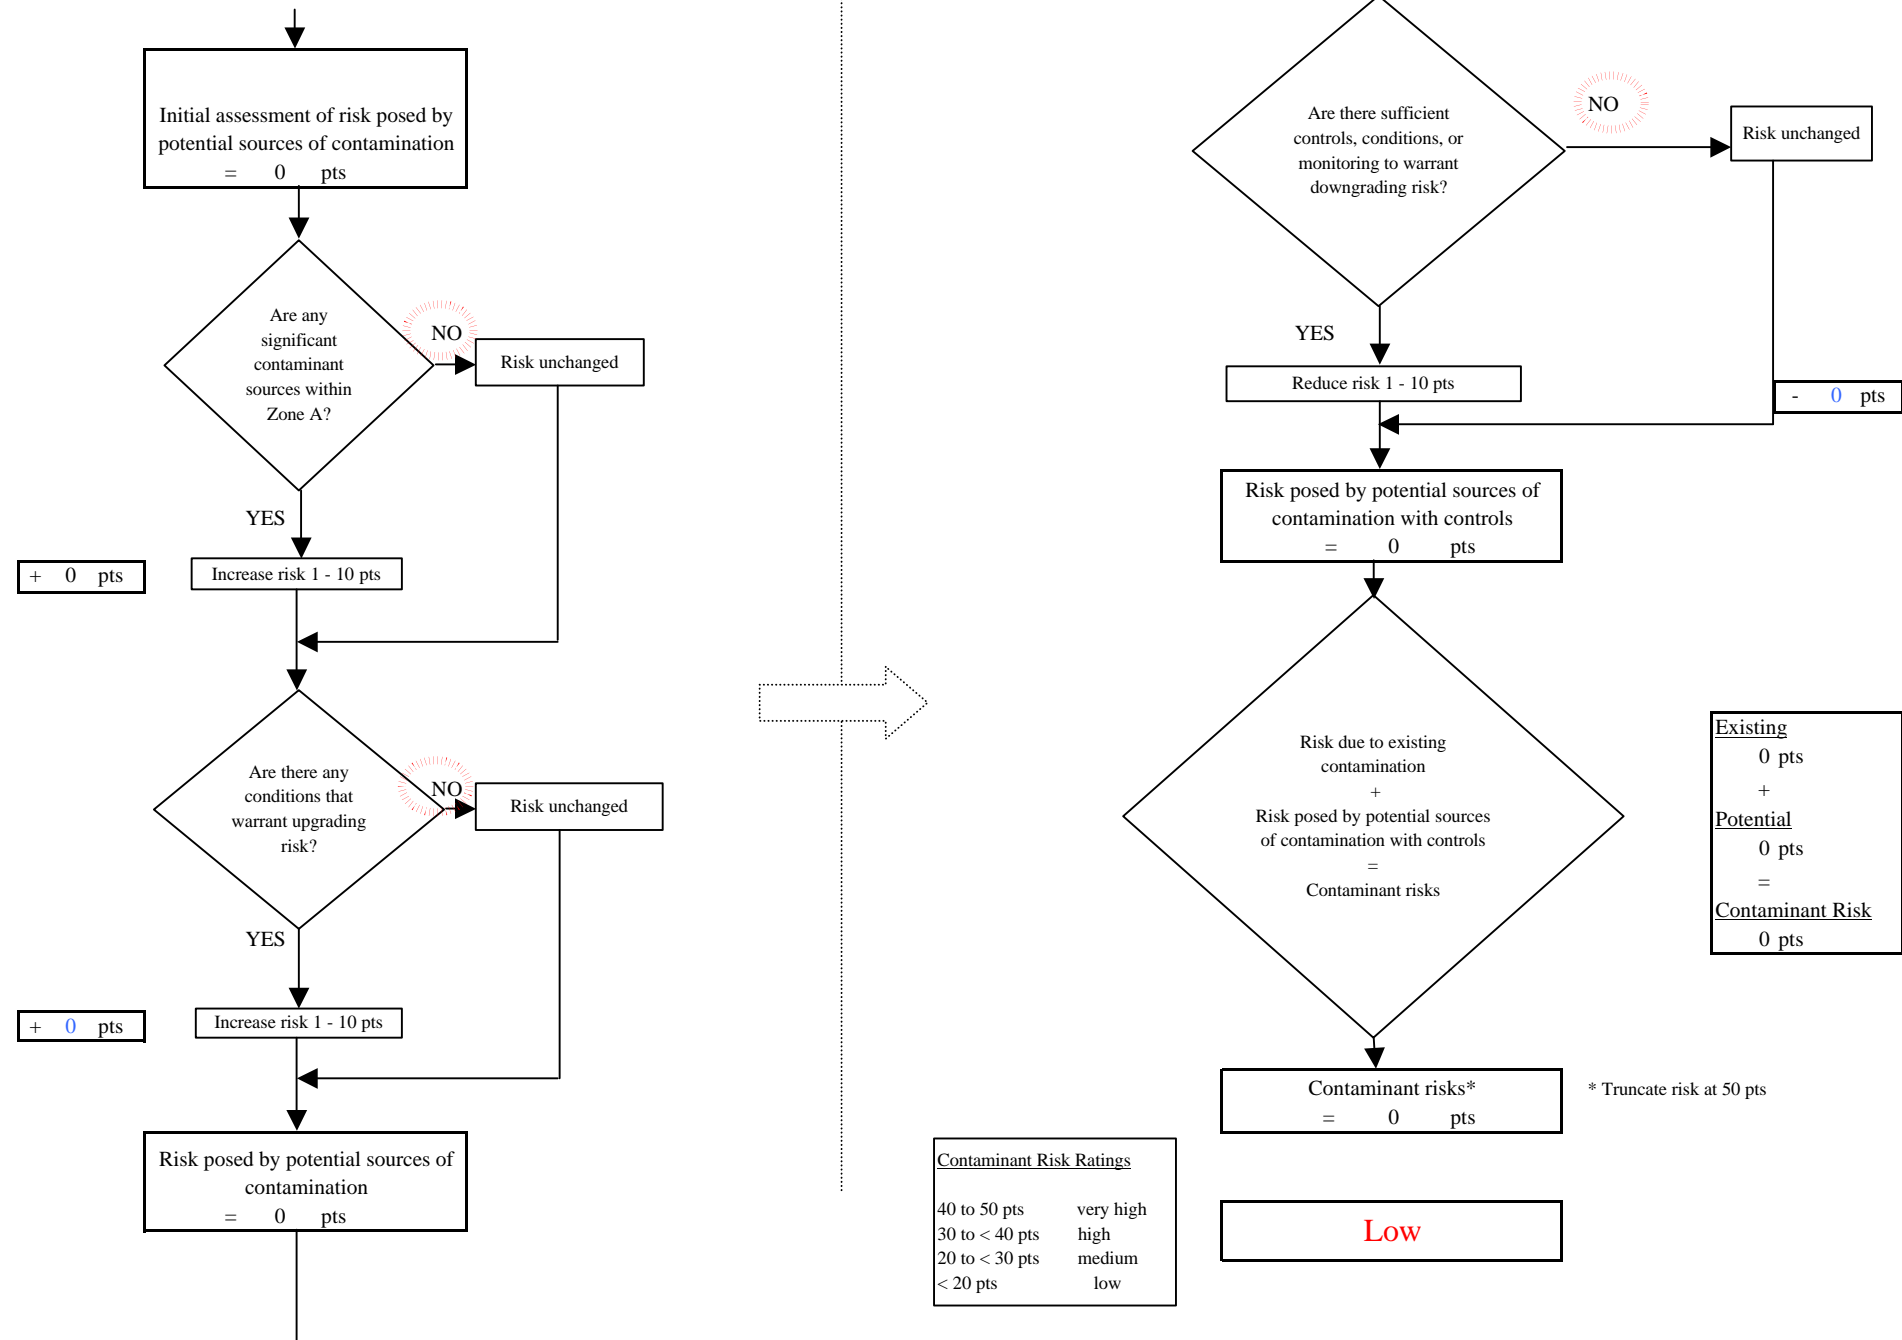 Initial assessment of risk posed by
potential sources of contamination
= 0 pts
Are any
significant
contaminant
sources within
Zone A?
NO
Risk unchanged
YES
+ 0 pts
Increase risk 1 - 10 pts
Are there any
conditions that
warrant upgrading
risk?
NO
Risk unchanged
YES
+ 0 pts
Increase risk 1 - 10 pts
Risk posed by potential sources of
contamination
= 0 pts
Are there sufficient
controls, conditions, or
monitoring to warrant
downgrading risk?
NO
Risk unchanged
YES
Reduce risk 1 - 10 pts
- 0 pts
Risk posed by potential sources of
contamination with controls
= 0 pts
Risk due to existing
contamination
+
Risk posed by potential sources
of contamination with controls
=
Contaminant risks
Existing
0 pts
+
Potential
0 pts
=
Contaminant Risk
0 pts
Contaminant risks*
= 0 pts
* Truncate risk at 50 pts
Contaminant Risk Ratings
40 to 50 pts very high
30 to < 40 pts high
20 to < 30 pts medium
< 20 pts low
Low